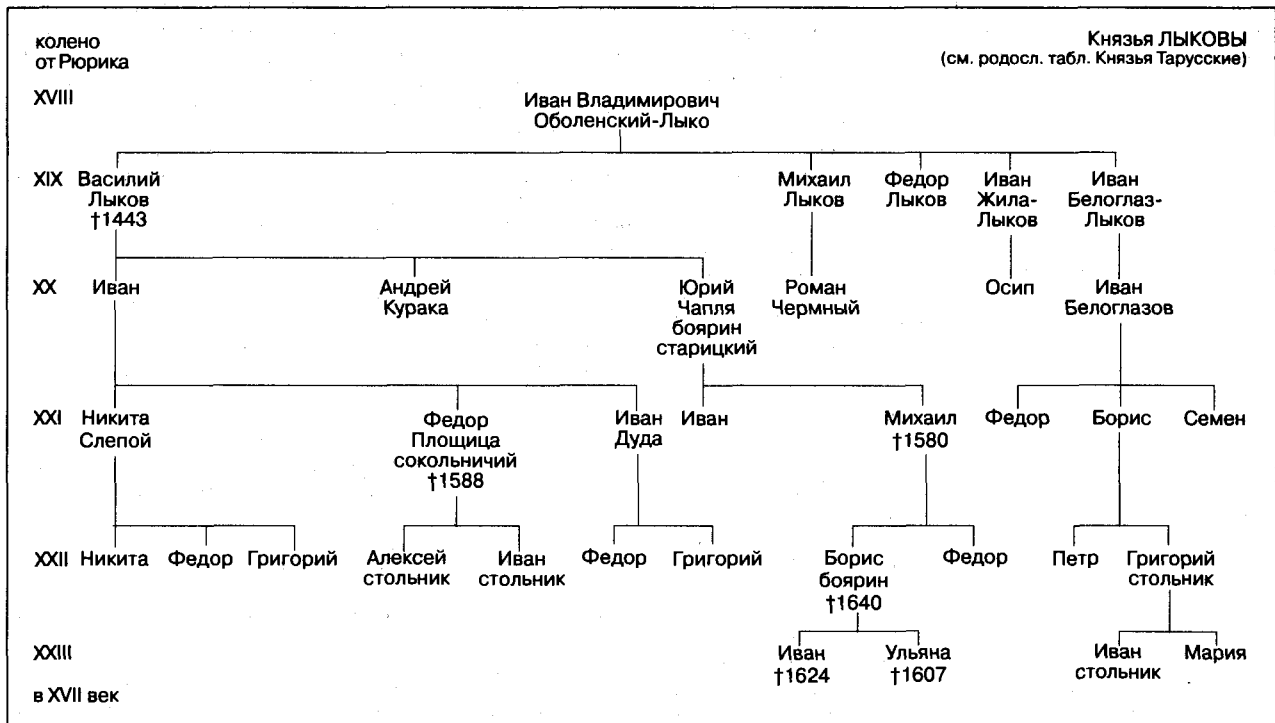 колено
от Рюрика
Князья ЛЫКОВЫ
(см. родосл. табл. Князья Тарусские)
XVIII
Иван Владимирович
Оболенский-Лыко
XIX
Василий
Лыков
†1443
Михаил
Лыков
Федор
Лыков
Иван
Жила-
Лыков
Иван
Белоглаз-
Лыков
XX
Иван
Андрей
Курака
Юрий
Чапля
боярин
старицкий
Роман
Чермный
Осип
Иван
Белоглазов
XXI
Никита
Слепой
Федор
Площица
сокольничий
†1588
Иван
Дуда
Иван
Михаил
†1580
Федор
Борис
Семен
XXII
Никита
Федор
Григорий
Алексей
стольник
Иван
стольник
Федор
Григорий
Борис
боярин
†1640
Федор
Петр
Григорий
стольник
XXIII
Иван
†1624
Ульяна
†1607
Иван
стольник
Мария
в XVII век